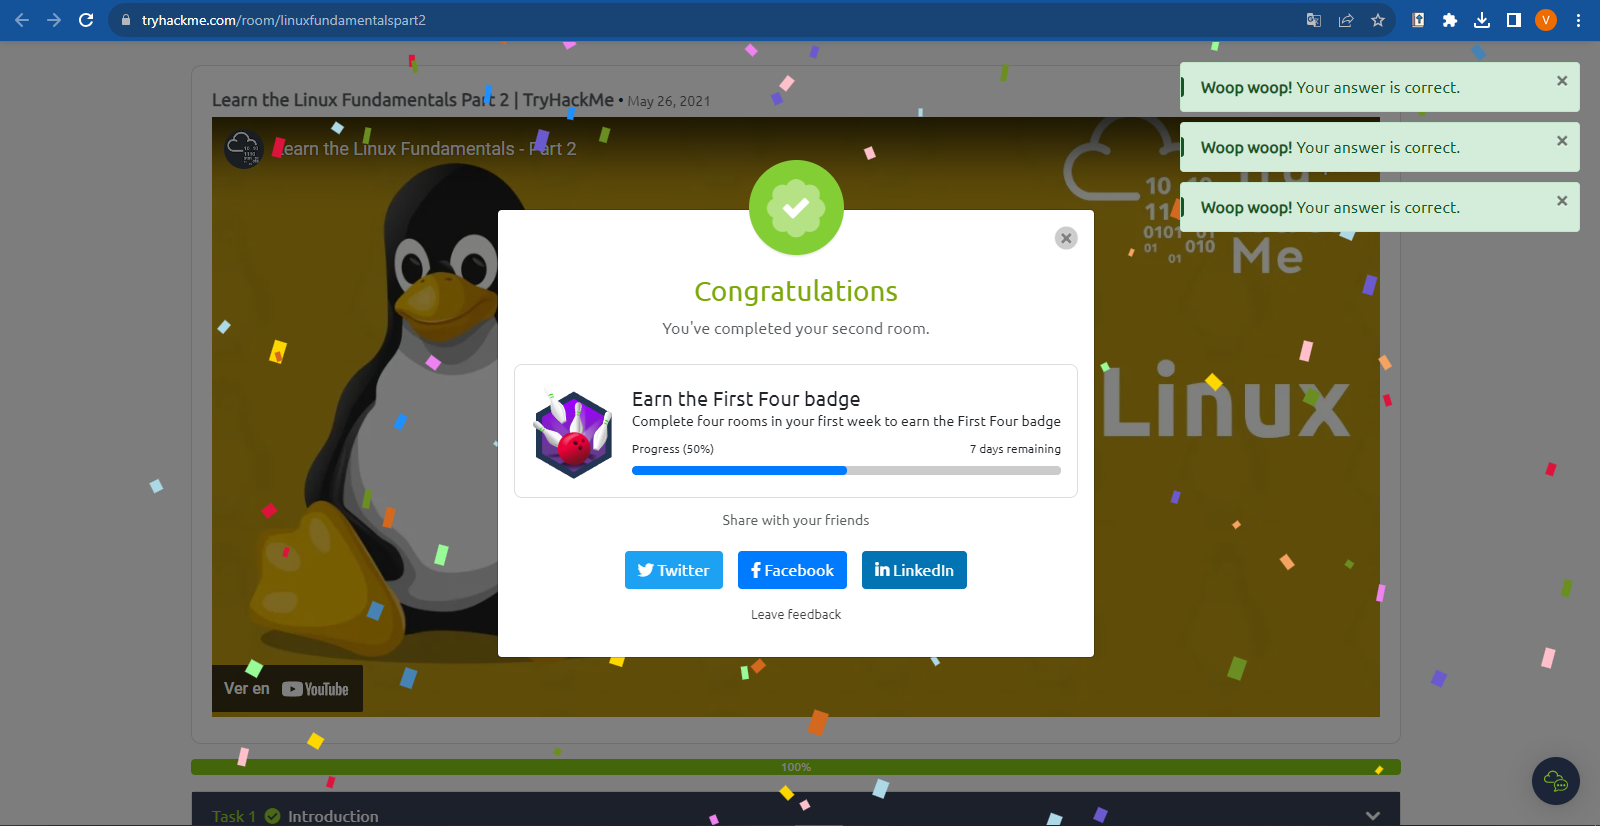 tryhackme.com/room/linuxfundamentalspart2
V
Learn the Linux Fundamentals Part 2 | TryHackMe • May 26, 2021
Learn the Linux Fundamentals - Part 2
Woop woop! Your answer is correct.
Woop woop! Your answer is correct.
Woop woop! Your answer is correct.
Me
Linux
Congratulations
You've completed your second room.
Earn the First Four badge
Complete four rooms in your first week to earn the First Four badge
Progress (50%)
7 days remaining
Share with your friends
Twitter
Facebook
LinkedIn
Leave feedback
Ver en YouTube
100%
Task 1 Introduction